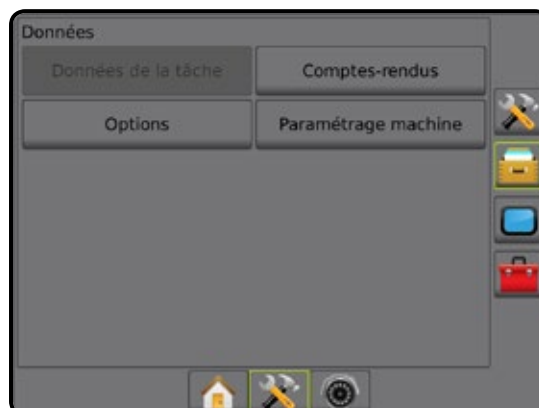 Données
Données de la tâche
Comptes-rendus
Options
Paramétrage machine